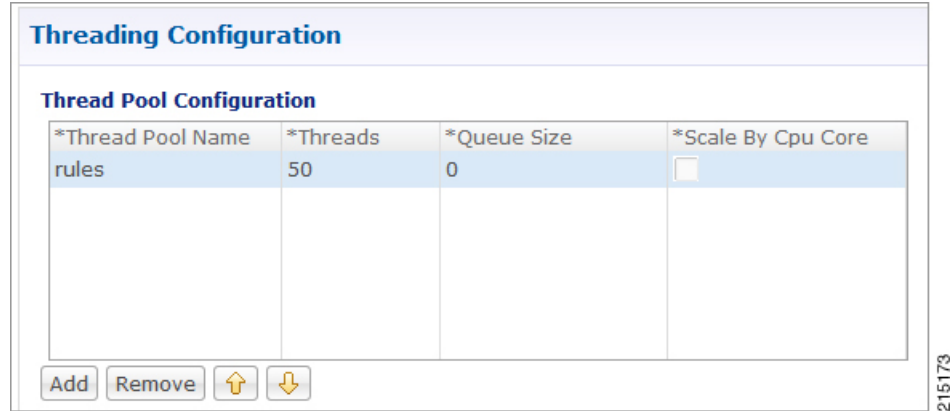 Threading Configuration
Thread Pool Configuration
*Thread Pool Name *Threads *Queue Size *Scale By Cpu Core
rules 50 0
Add Remove
215173